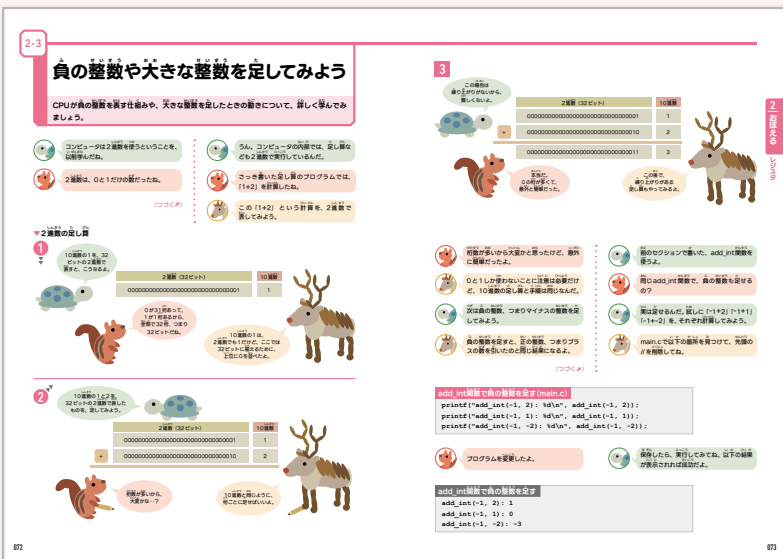 2-3
負の整数や大きな整数を足してみよう
CPUが負の整数を表す仕組みや、大きな整数を足したときの動きについて、詳しく学んでみ
ましょう。
コンピュータは2進数を使うということを、
以前学んだね。
2進数は、0と1だけの数だったね。
(つづく)
うん。コンピュータの内部では、足し算な
ども2進数で実行しているんだ。
さっき書いた足し算のプログラムでは、
「1+2」を計算したね。
この「1+2」という計算を、2進数で
表してみよう。
▼2進数の足し算
1
10進数の1を、32
ビットの2進数で
表すと、こうなるよ。
2進数（32ビット） 10進数
00000000000000000000000000000001 1
0が31桁あって、
1が1桁あるから、
全部で32桁、つまり
32ビットだね。
10進数の1は、
2進数でも1だけど、ここでは
32ビットに揃えるために、
上位に0を並べたよ。
2
10進数の1と2を、
32ビットの2進数で表した
ものを、足してみよう。
2進数（32ビット） 10進数
00000000000000000000000000000001 1
+ 00000000000000000000000000000010 2
桁数が多いから、
大変かな…？
10進数と同じように、
桁ごとに足せばいいよ。
072
3
この場合は
繰り上がりがないから、
難しくないよ。
2進数（32ビット） 10進数
00000000000000000000000000000001 1
+ 00000000000000000000000000000010 2
00000000000000000000000000000011 3
本当だ。
0の桁が多くて、
意外と簡単だった。
この後で、
繰り上がりがある
足し算もやってみるよ。
桁数が多いから大変かと思ったけど、意外
に簡単だったよ。
0と1しか使わないことに注意は必要だけ
ど、10進数の足し算と手順は同じなんだ。
次は負の整数、つまりマイナスの整数を足
してみよう。
負の整数を足すと、正の整数、つまりプラ
スの数を引いたのと同じ結果になるよ。
(つづく)
前のセクションで書いた、add_int関数を
使うよ。
同じadd_int関数で、負の整数も足せる
の？
実は足せるんだ。試しに「-1+2」「-1+1」
「-1+-2」を、それぞれ計算してみよう。
main.cで以下の箇所を見つけて、先頭の
//を削除してね。
add_int関数で負の整数を足す(main.c)
printf("add_int(-1, 2): %d\n", add_int(-1, 2));
printf("add_int(-1, 1): %d\n", add_int(-1, 1));
printf("add_int(-1, -2): %d\n", add_int(-1, -2));
プログラムを変更したよ。
保存したら、実行してみてね。以下の結果
が表示されれば成功だよ。
add_int関数で負の整数を足す
add_int(-1, 2): 1
add_int(-1, 1): 0
add_int(-1, -2): -3
2 おぼえる
レジスタ
073